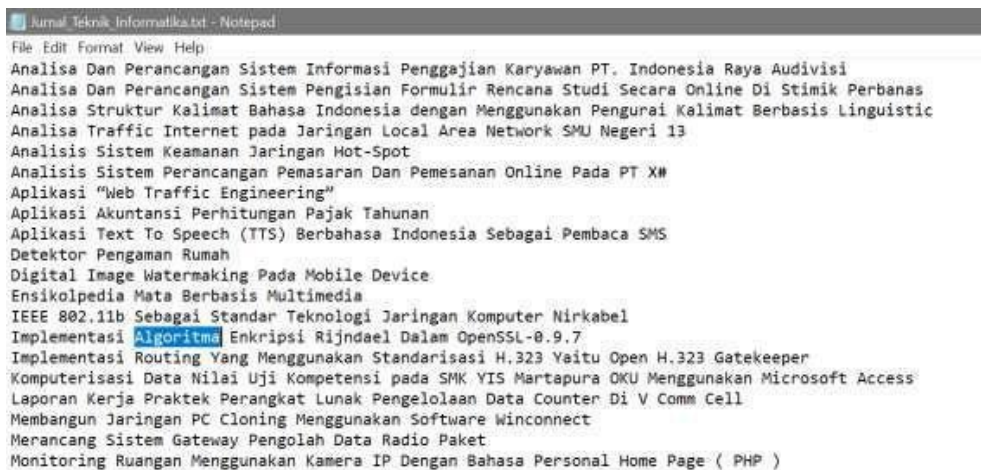 Jurnal_Teknik_Informatika.txt - Notepad
File Edit Format View Help
Analisa Dan Perancangan Sistem Informasi Penggajian Karyawan PT. Indonesia Raya Audivisi
Analisa Dan Perancangan Sistem Pengisian Formulir Rencana Studi Secara Online Di Stimik Perbanas
Analisa Struktur Kalimat Bahasa Indonesia dengan Menggunakan Pengurai Kalimat Berbasis Linguistic
Analisa Traffic Internet pada Jaringan Local Area Network SMU Negeri 13
Analisis Sistem Keamanan Jaringan Hot-Spot
Analisis Sistem Perancangan Pemasaran Dan Pemesanan Online Pada PT X#
Aplikasi “Web Traffic Engineering”
Aplikasi Akuntansi Perhitungan Pajak Tahunan
Aplikasi Text To Speech (TTS) Berbahasa Indonesia Sebagai Pembaca SMS
Detektor Pengaman Rumah
Digital Image Watermaking Pada Mobile Device
Ensikolpedia Mata Berbasis Multimedia
IEEE 802.11b Sebagai Standar Teknologi Jaringan Komputer Nirkabel
Implementasi Algoritma Enkripsi Rijndael Dalam OpenSSL-0.9.7
Implementasi Routing Yang Menggunakan Standarisasi H.323 Yaitu Open H.323 Gatekeeper
Komputerisasi Data Nilai Uji Kompetensi pada SMK YIS Martapura OKU Menggunakan Microsoft Access
Laporan Kerja Praktek Perangkat Lunak Pengelolaan Data Counter Di V Comm Cell
Membangun Jaringan PC Cloning Menggunakan Software Winconnect
Merancang Sistem Gateway Pengolah Data Radio Paket
Monitoring Ruangan Menggunakan Kamera IP Dengan Bahasa Personal Home Page ( PHP )